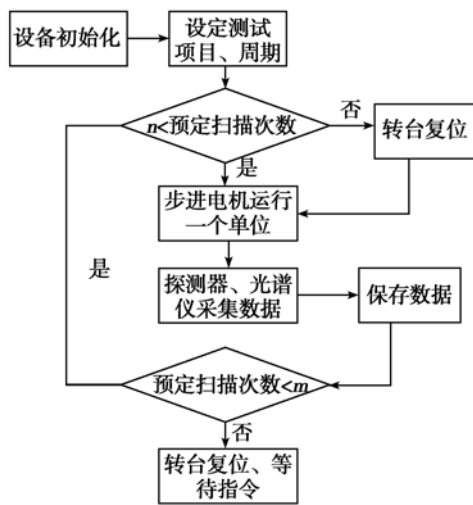 设备初始化
设定测试
项目、周期
n<预定扫描次数
否
转台复位
是
步进电机运行
一个单位
是
探测器、光谱
仪采集数据
保存数据
预定扫描次数<m
否
转台复位、等
待指令